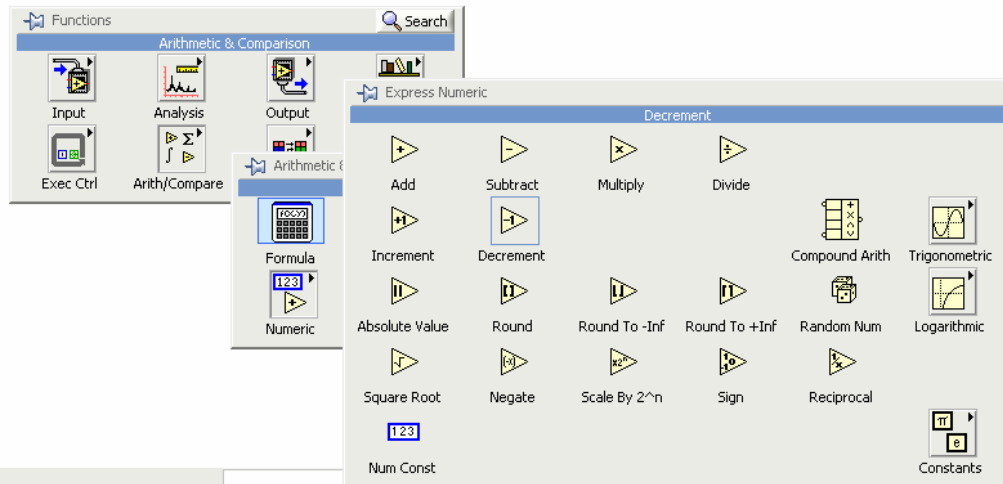 Functions
Search
Arithmetic & Comparison
Input
Analysis
Output
Exec Ctrl
Arith/Compare
Arithmetic &
f(x,y)
Formula
123
Numeric
Express Numeric
Decrement
Add
Subtract
Multiply
Divide
+1
Increment
-1
Decrement
Compound Arith
Trigonometric
Absolute Value
Round
Round To -Inf
Round To +Inf
Random Num
Logarithmic
Square Root
Negate
Scale By 2^n
Sign
Reciprocal
123
Num Const
π
e
Constants